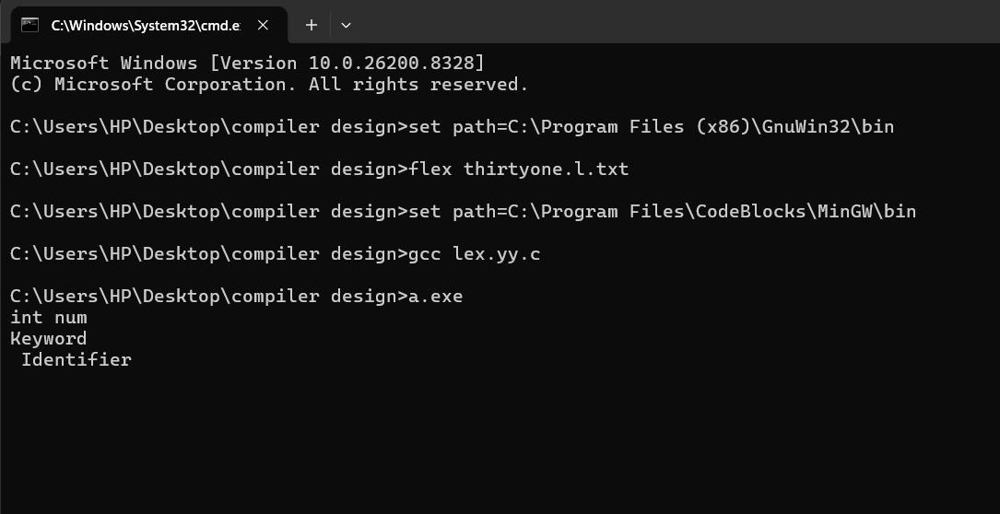 C:\Windows\System32\cmd.e
Microsoft Windows [Version 10.0.26200.8328]
(c) Microsoft Corporation. All rights reserved.
C:\Users\HP\Desktop\compiler design>set path=C:\Program Files (x86)\GnuWin32\bin
C:\Users\HP\Desktop\compiler design>flex thirtyone.l.txt
C:\Users\HP\Desktop\compiler design>set path=C:\Program Files\CodeBlocks\MinGW\bin
C:\Users\HP\Desktop\compiler design>gcc lex.yy.c
C:\Users\HP\Desktop\compiler design>a.exe
int num
Keyword
 Identifier